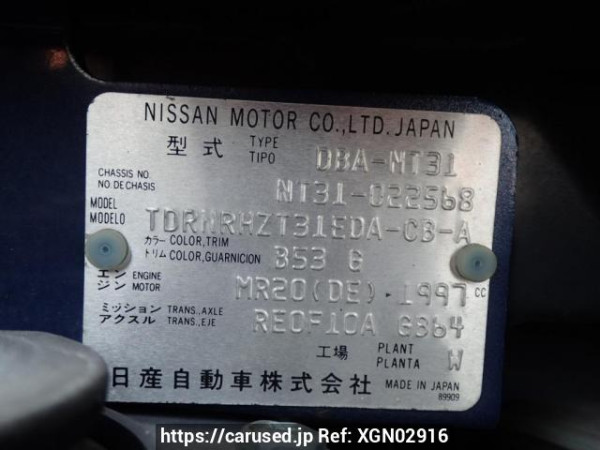 NISSAN MOTOR CO.,LTD.JAPAN
型式 TYPE TIPO DBA-NT31
CHASSIS NO. NO DE CHASIS NT31-022568
MODEL MODELO TDRNRHZT31EDA-CB-A
カラー COLOR,TRIM
トリム COLOR,GUARNICION B53 G
エンジン ENGINE MOTOR MR20(DE) 1997 CC
ミッション TRANS.,AXLE
アクスル TRANS.,EJE RE0F10A GB64
工場 PLANT PLANTA W
日産自動車株式会社 MADE IN JAPAN
89909
https://carused.jp Ref: XGN02916